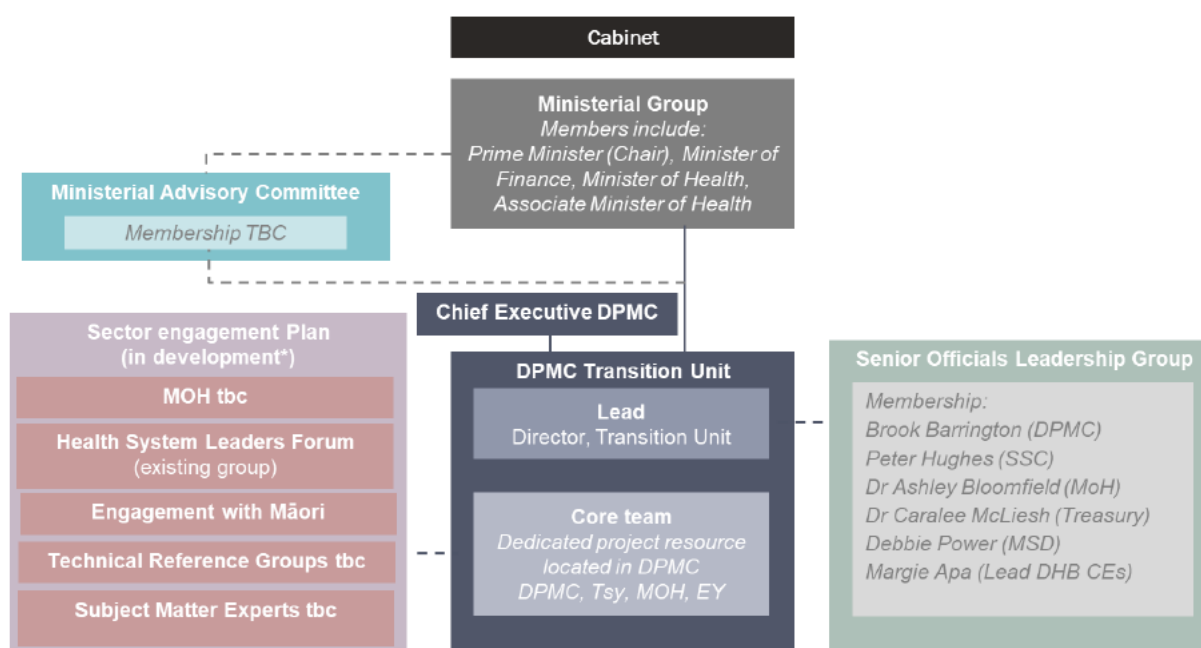 Cabinet
Ministerial Group
Members include:
Prime Minister (Chair), Minister of
Finance, Minister of Health,
Associate Minister of Health
Ministerial Advisory Committee
Membership TBC
Chief Executive DPMC
Sector engagement Plan
(in development*)
MOH tbc
Health System Leaders Forum
(existing group)
Engagement with Māori
Technical Reference Groups tbc
Subject Matter Experts tbc
DPMC Transition Unit
Lead
Director, Transition Unit
Core team
Dedicated project resource
located in DPMC
DPMC, Tsy, MOH, EY
Senior Officials Leadership Group
Membership:
Brook Barrington (DPMC)
Peter Hughes (SSC)
Dr Ashley Bloomfield (MoH)
Dr Caralee McLiesh (Treasury)
Debbie Power (MSD)
Margie Apa (Lead DHB CEs)